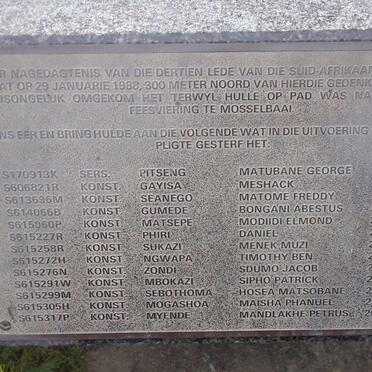 R NAGEDAGTENIS VAN DIE DERTIEN LEDE VAN DIE SUID-AFRIKAAN
AT OP 29 JANUARIE 1988, 300 METER NOORD VAN HIERDIE GEDENK
USONGELUK OMGEKOM HET TERWYL HULLE OP PAD WAS NA
FEESVIERING TE MOSSELBAAI.
NS EER EN BRING HULDE AAN DIE VOLGENDE WAT IN DIE UITVOERING
PLIGTE GESTERF HET.
S170913K SERS. PITSENG MATUBANE GEORGE
S606821R KONST. GAYISA MESHACK
S613696M KONST. SEANEGO MATOME FREDDY
S614066B KONST. GUMEDE BONGANI ABESTUS
S615060P KONST. MATSEPE MODIIDI ELMOND
S615227R KONST. PHIRI DANIEL
S615258R KONST. SUKAZI MENEK MUZI
S615272H KONST. NGWAPA TIMOTHY BEN
S615276N KONST. ZONDI SDUMO JACOB
S615291W KONST. MBOKAZI SIPHO PATRICK
S615299M KONST. SEBOTHOMA HOSEA MATSOBANE
S615305H KONST. MOGASHOA MAISHA PHANUEL
S615317P KONST. MYENDE MANDLAKHE PETRUS